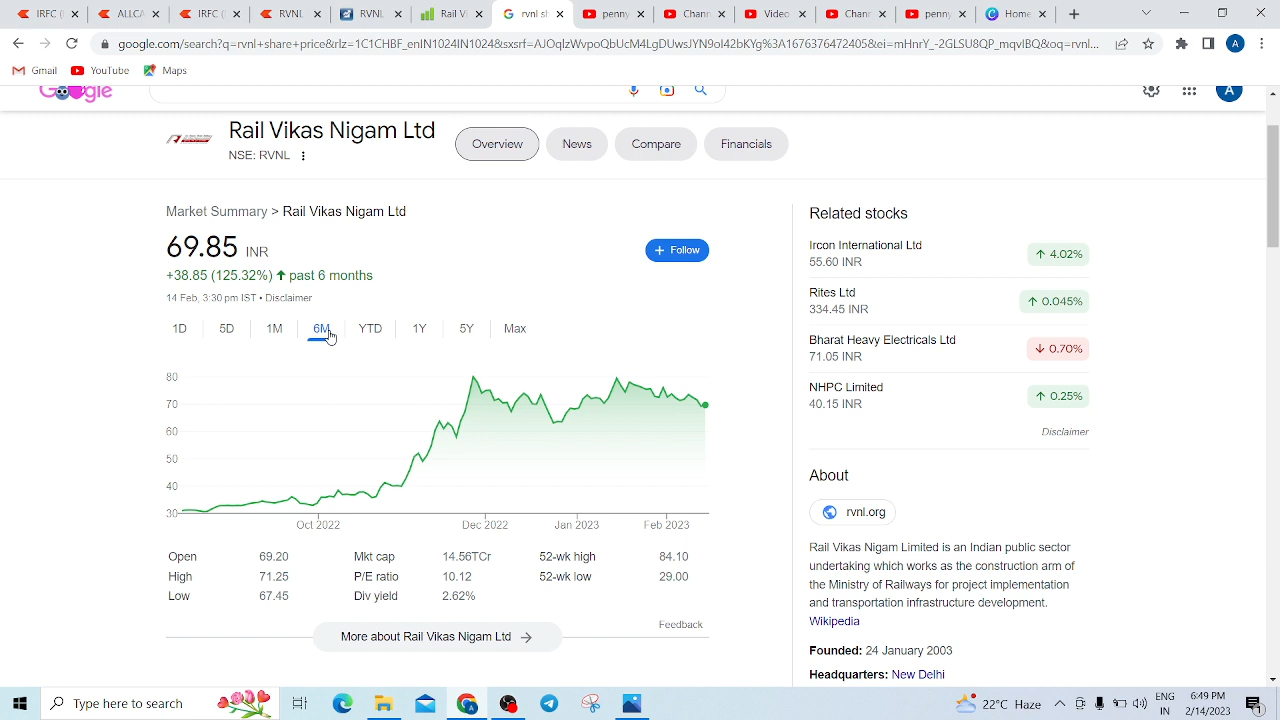 IRFC
ALLCA
IRFC (
RVNL
RVNL
Rail Vi
rvnl sh
penny
Chann
Video
Chann
penny
Home
google.com/search?q=rvnl+share+price&rlz=1C1CHBF_enIN1024IN1024&sxsrf=
Gmail YouTube Maps
Google
A
Rail Vikas Nigam Ltd
NSE: RVNL
Overview News Compare Financials
Market Summary > Rail Vikas Nigam Ltd
69.85 INR
+ Follow
+38.85 (125.32%) ↑ past 6 months
14 Feb, 3:30 pm IST • Disclaimer
1D 5D 1M 6M YTD 1Y 5Y Max
80
70
60
50
40
30
Oct 2022 Dec 2022 Jan 2023 Feb 2023
Open 69.20 Mkt cap 14.56TCr 52-wk high 84.10
High 71.25 P/E ratio 10.12 52-wk low 29.00
Low 67.45 Div yield 2.62%
Feedback
More about Rail Vikas Nigam Ltd →
Related stocks
Ircon International Ltd
55.60 INR
↑ 4.02%
Rites Ltd
334.45 INR
↑ 0.045%
Bharat Heavy Electricals Ltd
71.05 INR
↓ 0.70%
NHPC Limited
40.15 INR
↑ 0.25%
Disclaimer
About
rvnl.org
Rail Vikas Nigam Limited is an Indian public sector
undertaking which works as the construction arm of
the Ministry of Railways for project implementation
and transportation infrastructure development.
Wikipedia
Founded: 24 January 2003
Headquarters: New Delhi
Type here to search
22°C Haze
ENG
IN
6:49 PM
2/14/2023
1